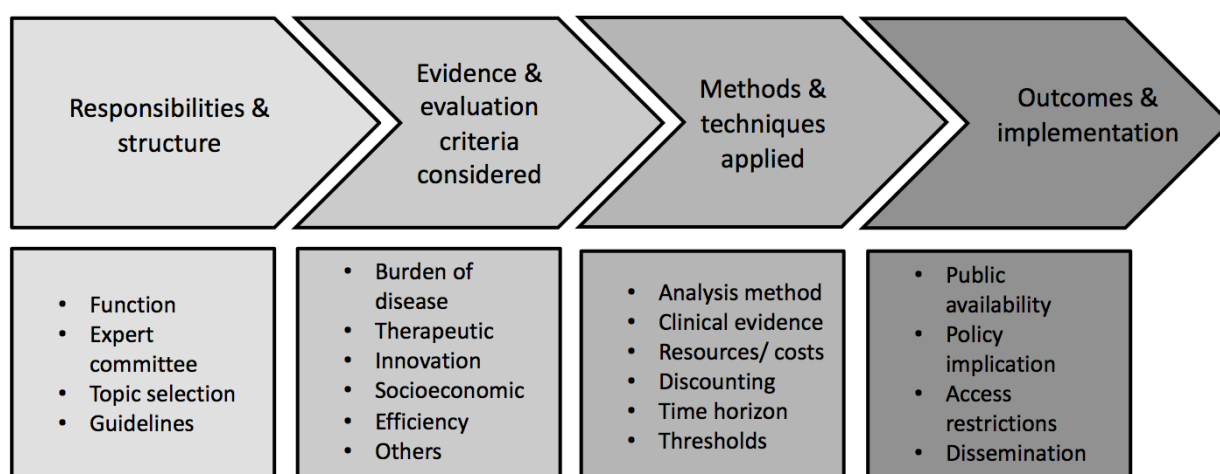 Responsibilities &
structure
Evidence &
evaluation
criteria
considered
Methods &
techniques
applied
Outcomes &
implementation
• Function
• Expert
committee
• Topic selection
• Guidelines
• Burden of
disease
• Therapeutic
• Innovation
• Socioeconomic
• Efficiency
• Others
• Analysis method
• Clinical evidence
• Resources/ costs
• Discounting
• Time horizon
• Thresholds
• Public
availability
• Policy
implication
• Access
restrictions
• Dissemination